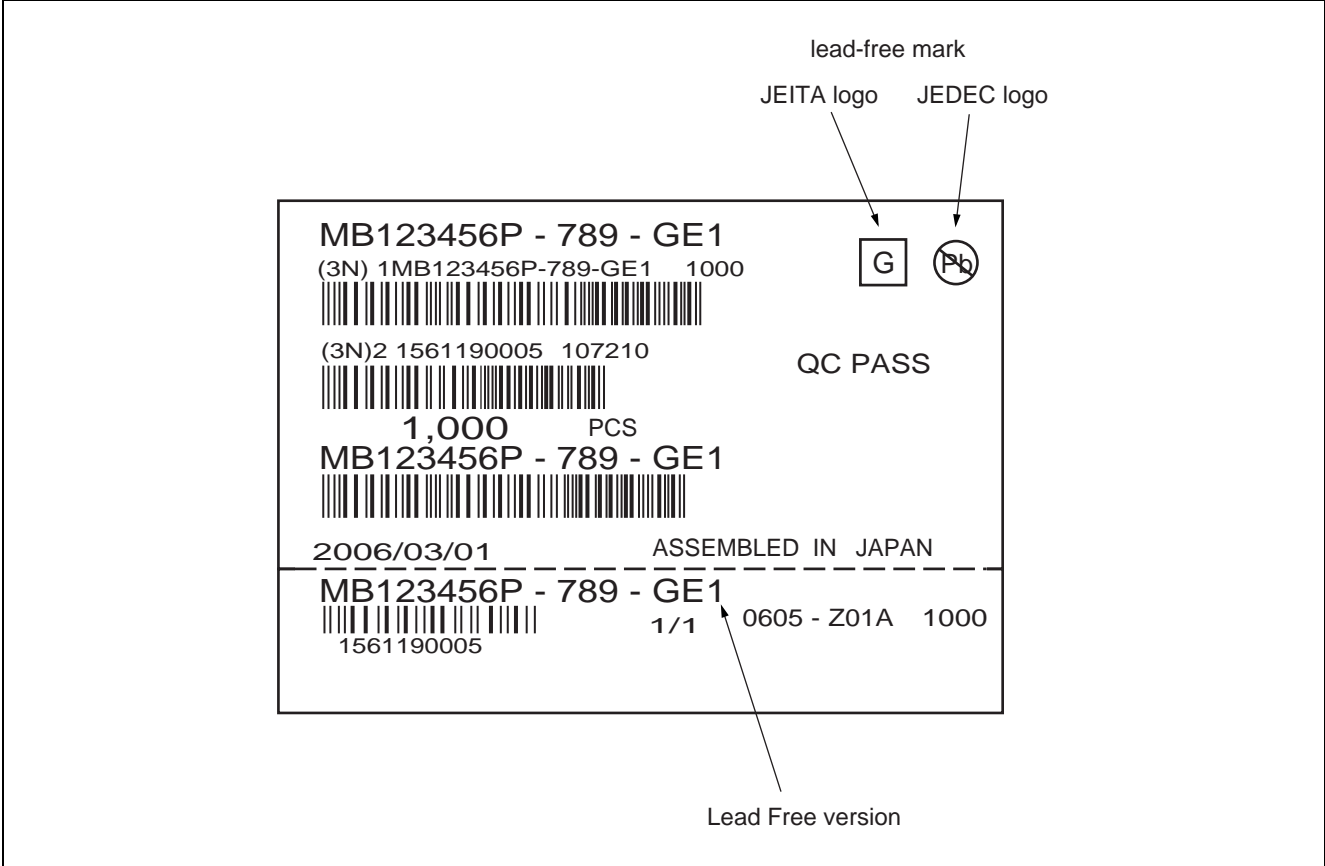 lead-free mark
JEITA logo JEDEC logo
MB123456P - 789 - GE1
(3N) 1MB123456P-789-GE1 1000
G Pb
(3N)2 1561190005 107210
QC PASS
1,000 PCS
MB123456P - 789 - GE1
2006/03/01 ASSEMBLED IN JAPAN
MB123456P - 789 - GE1
1/1 0605 - Z01A 1000
1561190005
Lead Free version